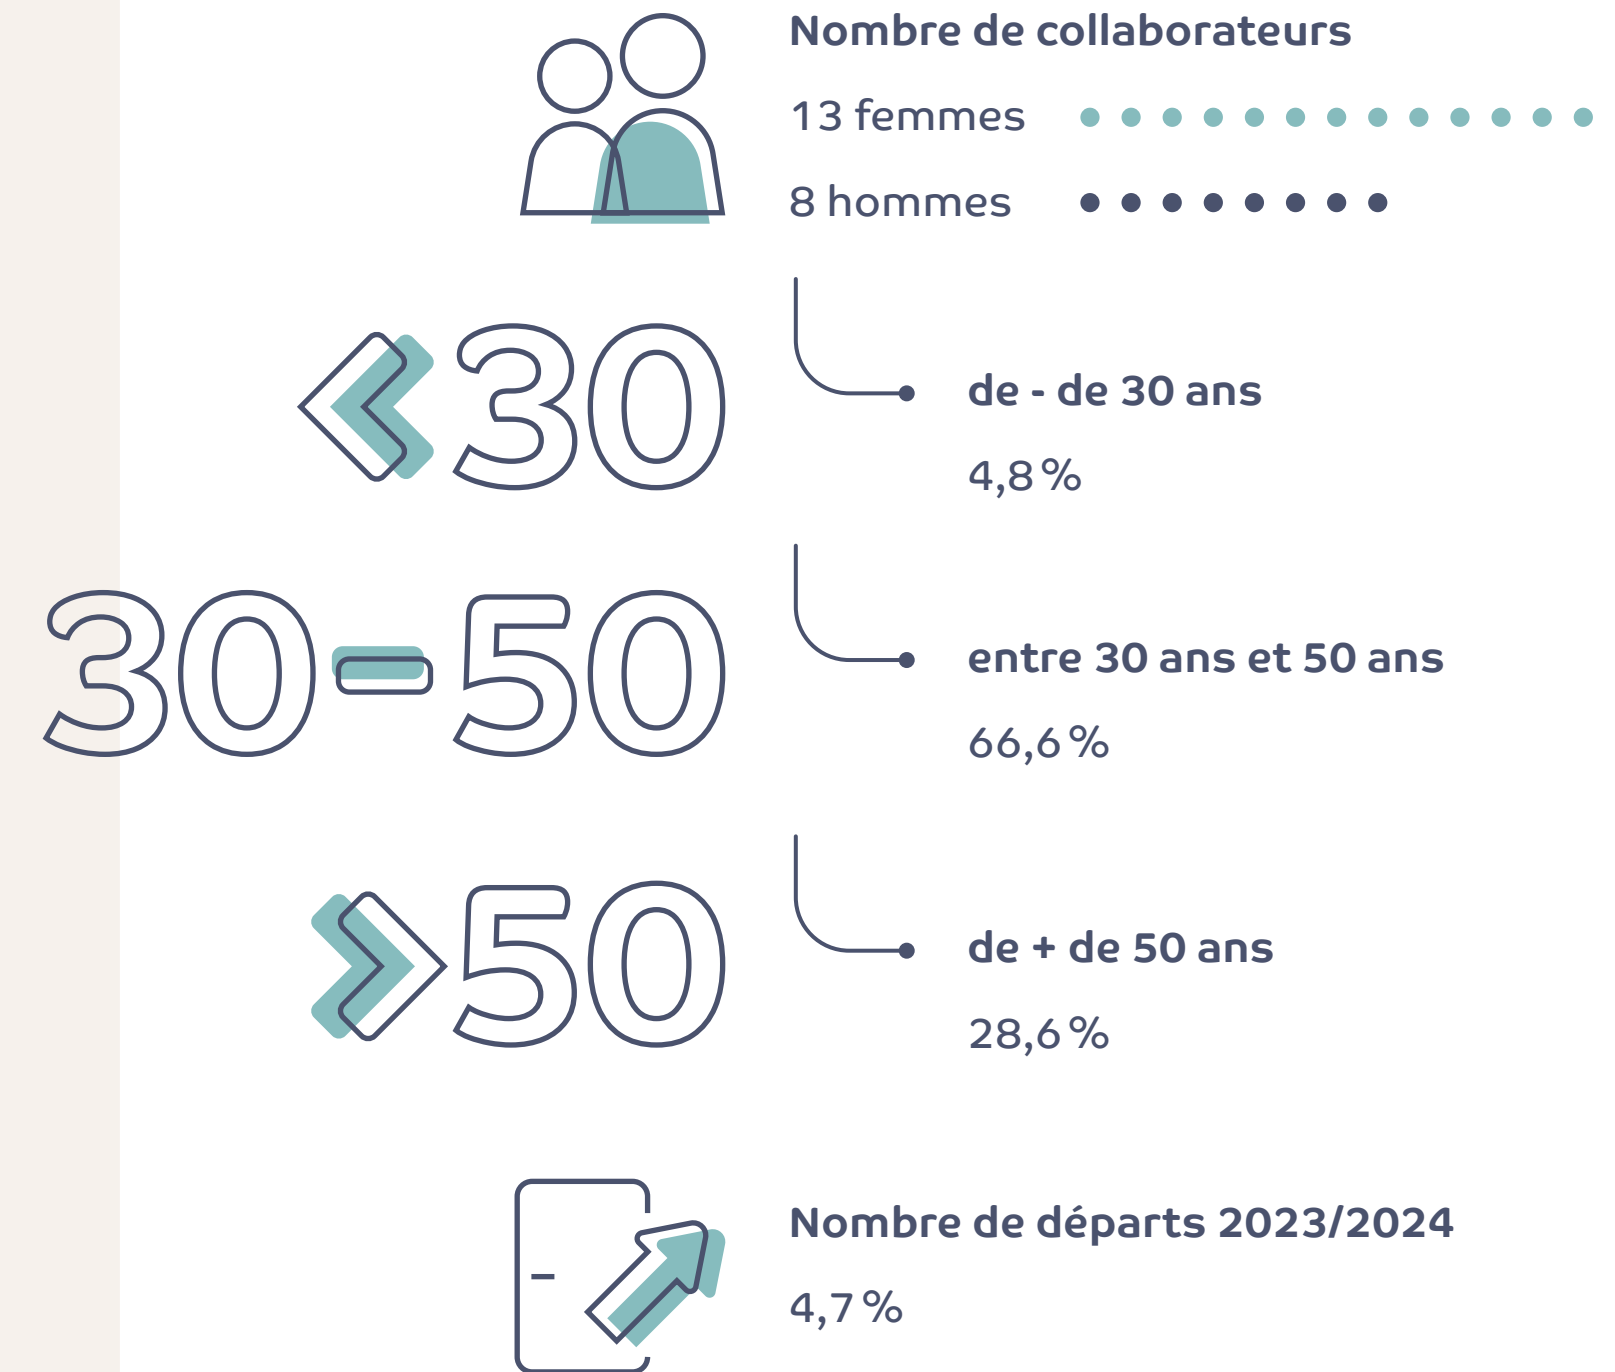 Nombre de collaborateurs
13 femmes
8 hommes
30
de - de 30 ans
4,8 %
30-50
entre 30 ans et 50 ans
66,6 %
50
de + de 50 ans
28,6 %
Nombre de départs 2023/2024
4,7 %